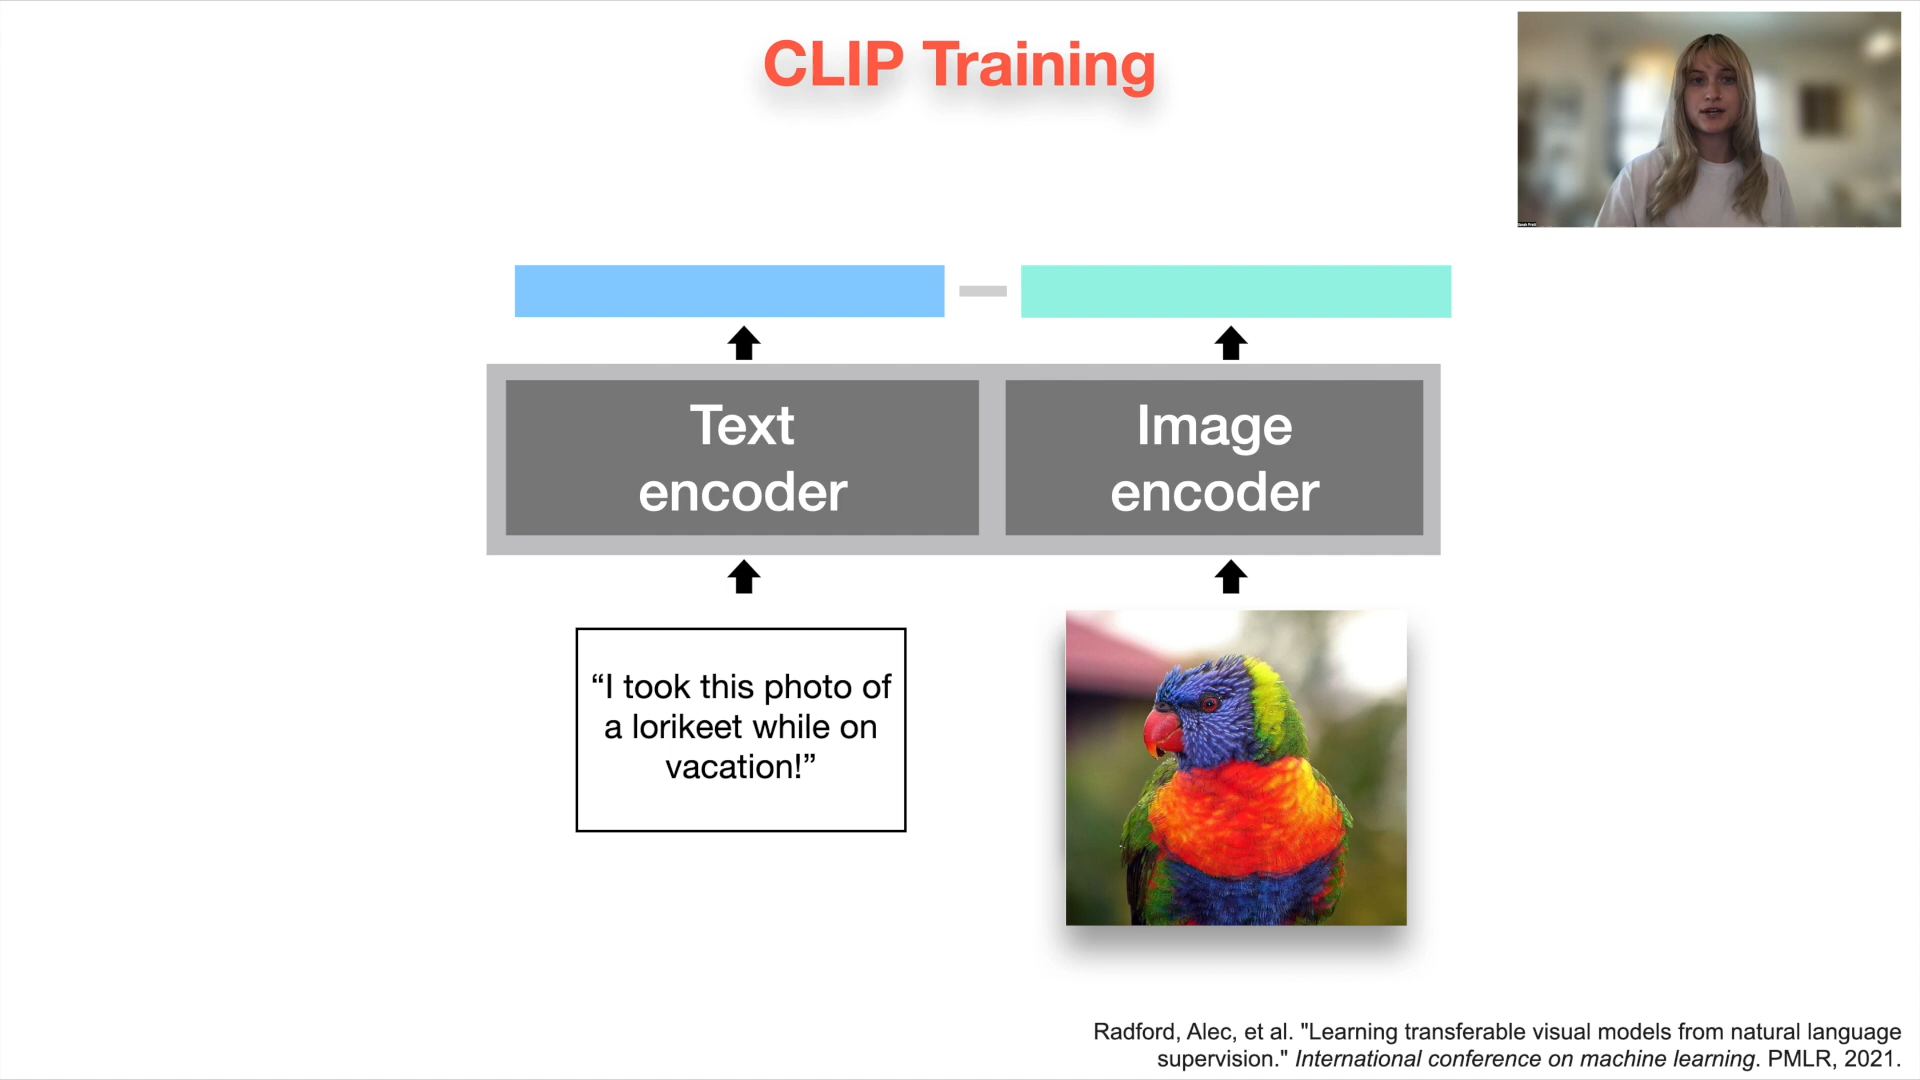 CLIP Training
Text
encoder
Image
encoder
“I took this photo of
a lorikeet while on
vacation!”
Radford, Alec, et al. "Learning transferable visual models from natural language
supervision." International conference on machine learning. PMLR, 2021.